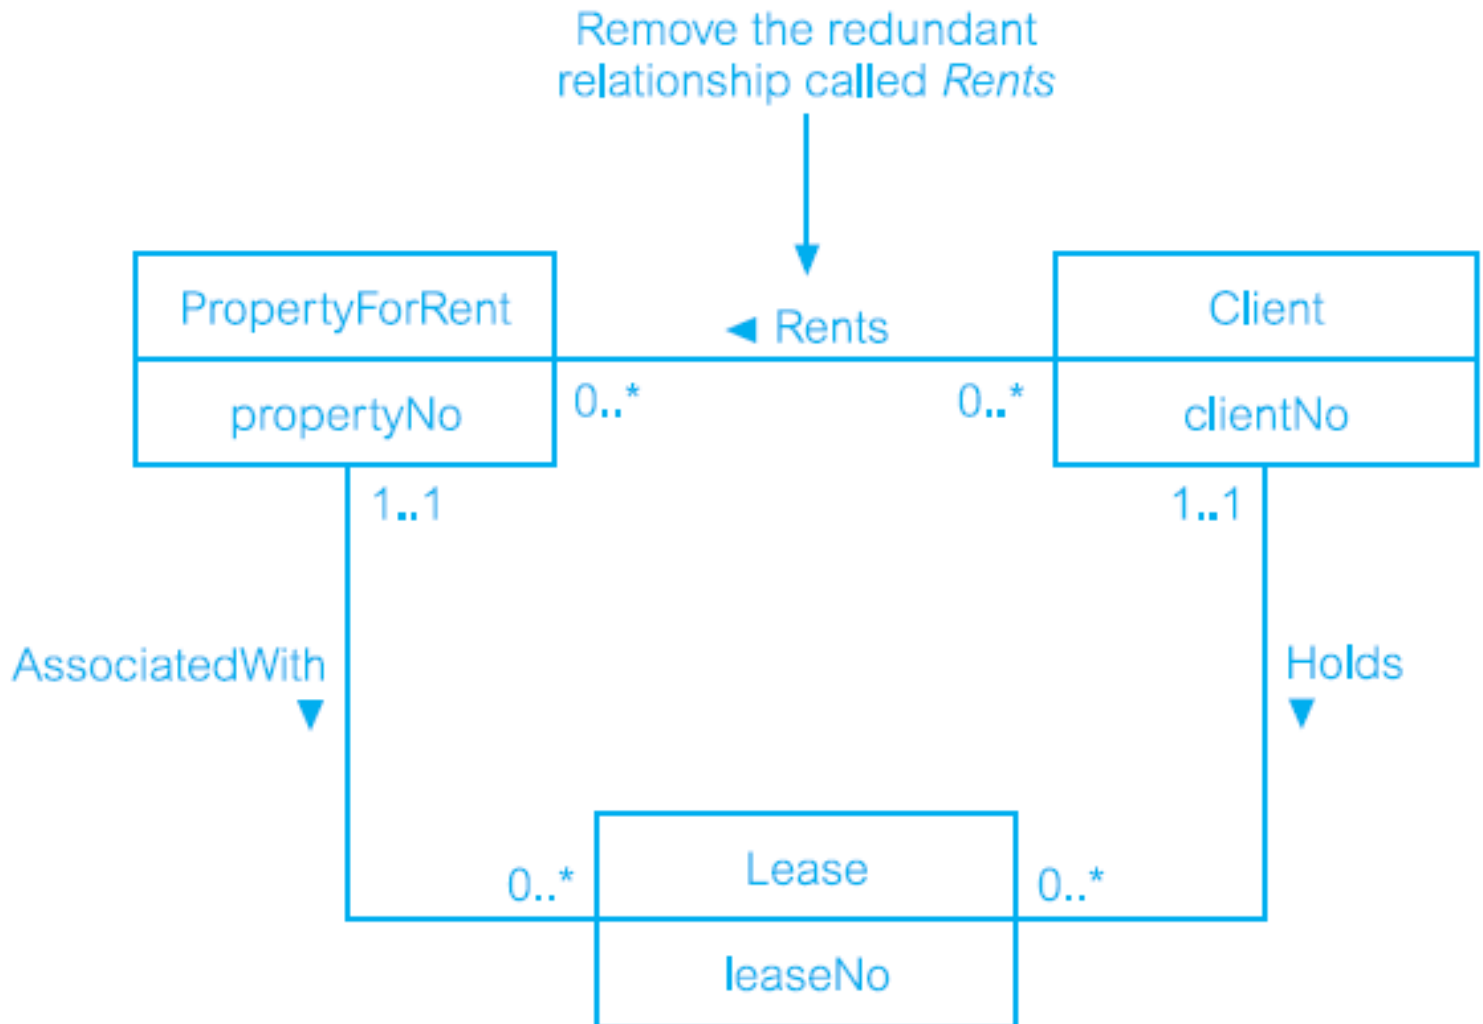 Remove the redundant
relationship called Rents
PropertyForRent
◄ Rents
Client
propertyNo
0..*
0..*
clientNo
1..1
1..1
AssociatedWith
▼
Holds
▼
0..*
Lease
0..*
leaseNo